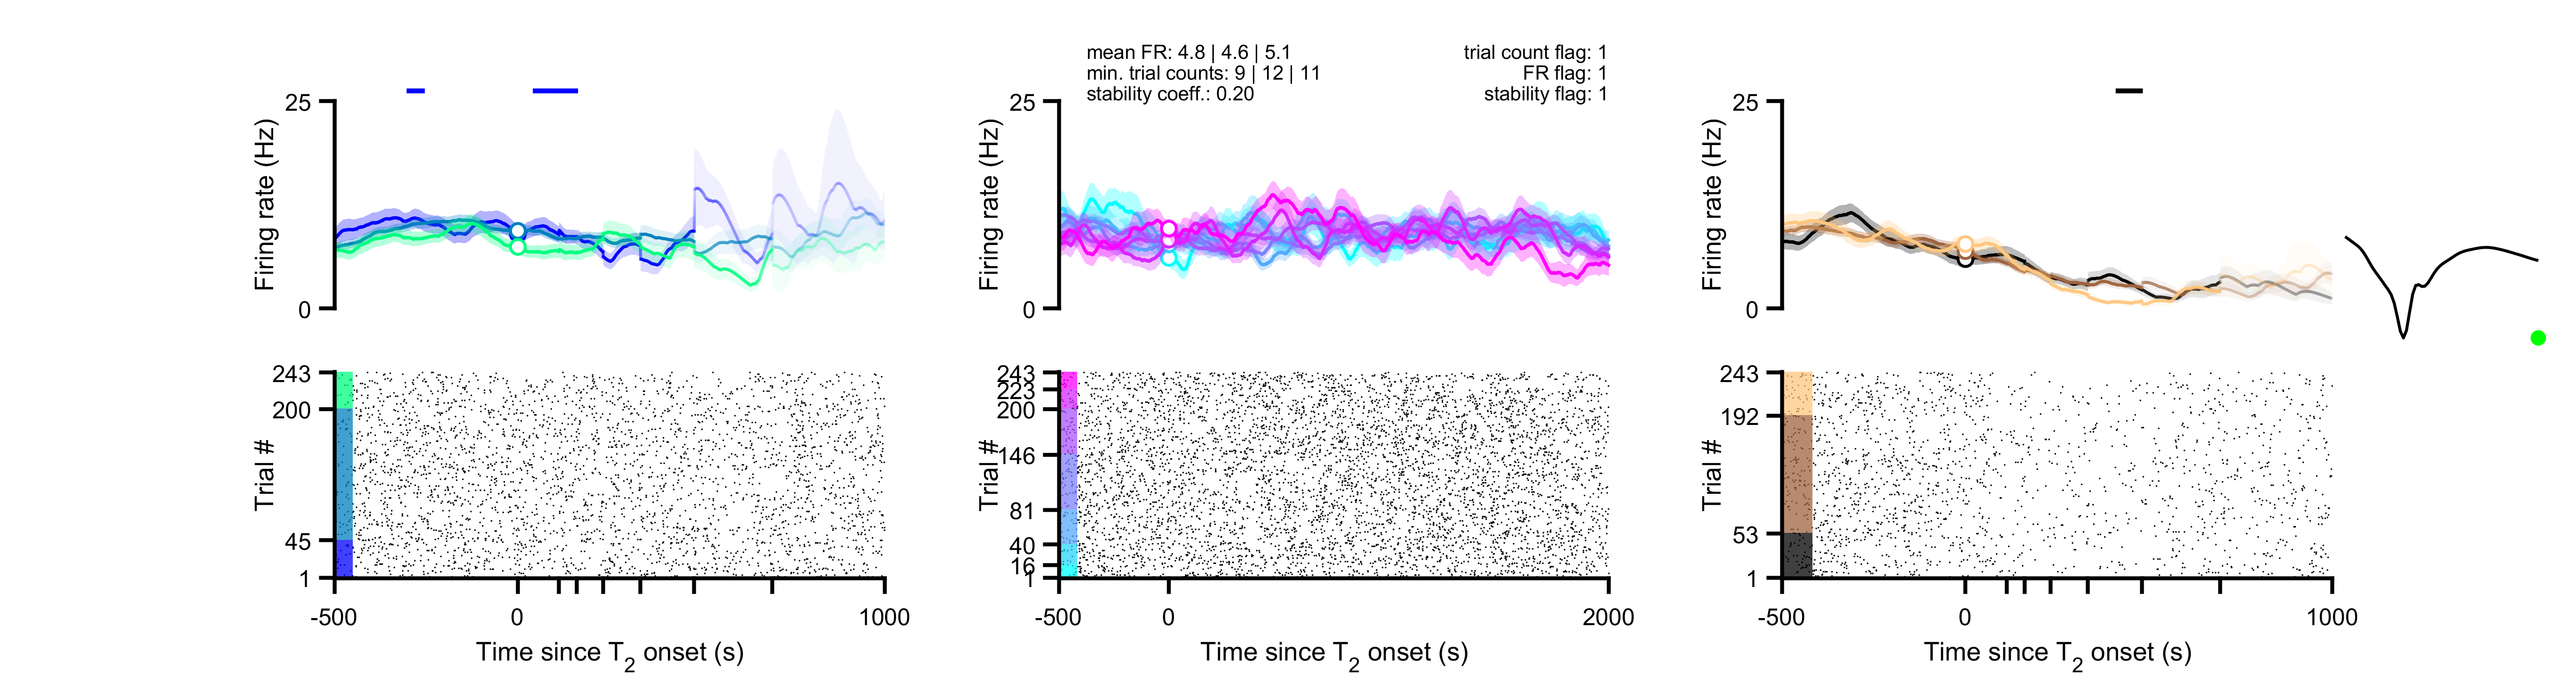 mean FR: 4.8 | 4.6 | 5.1
min. trial counts: 9 | 12 | 11
stability coeff.: 0.20
trial count flag: 1
FR flag: 1
stability flag: 1
25
0
Firing rate (Hz)
25
0
Firing rate (Hz)
25
0
Firing rate (Hz)
243
200
45
1
Trial #
-500
0
1000
Time since T2 onset (s)
243
223
200
146
81
40
16
1
Trial #
-500
0
2000
Time since T2 onset (s)
243
192
53
1
Trial #
-500
0
1000
Time since T2 onset (s)